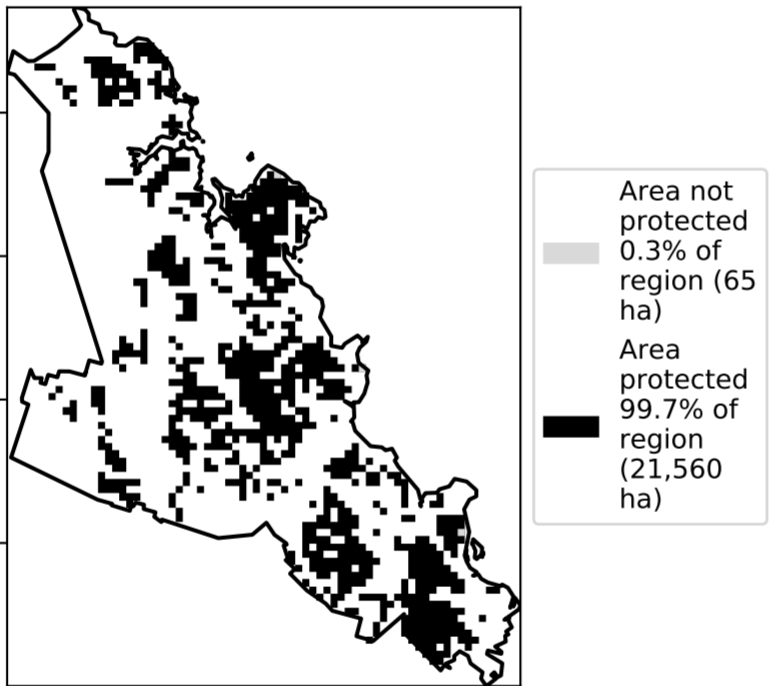 Area not
protected
0.3% of
region (65
ha)
Area
protected
99.7% of
region
(21,560
ha)